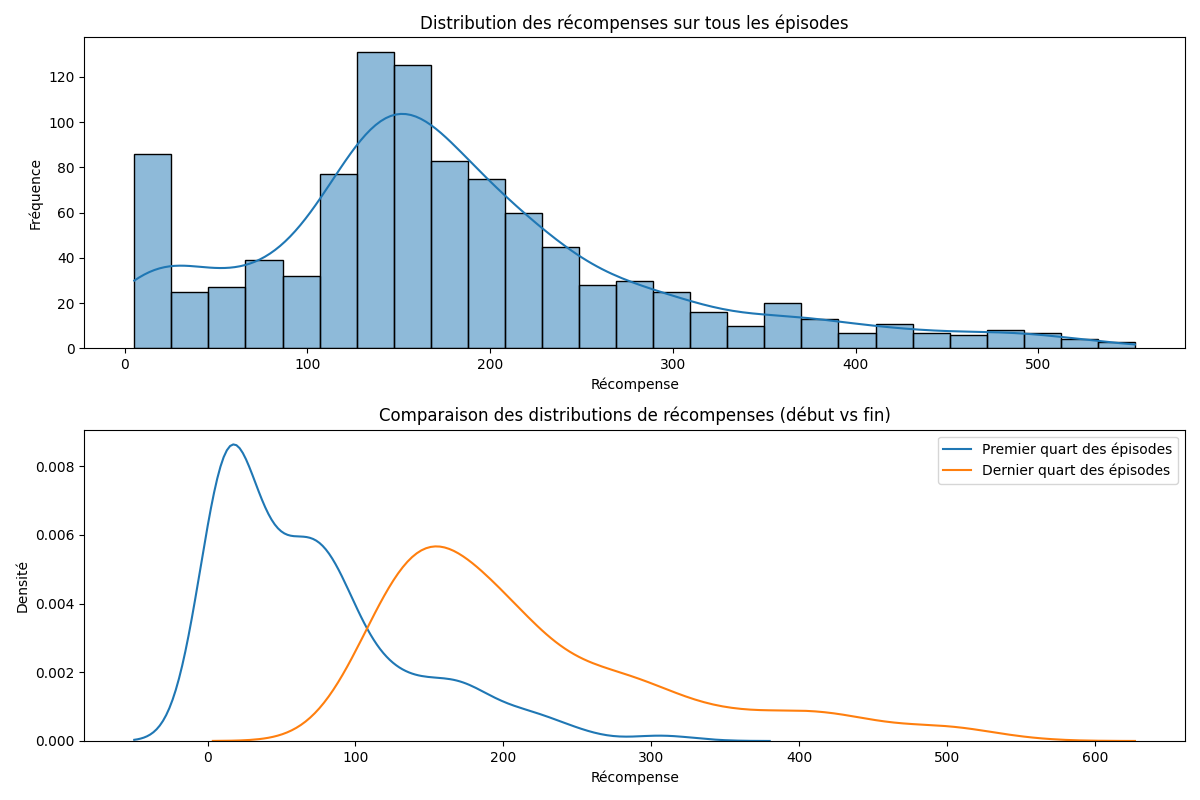 Distribution des récompenses sur tous les épisodes
Fréquence
120
100
80
60
40
20
0
0 100 200 300 400 500
Récompense
Comparaison des distributions de récompenses (début vs fin)
Premier quart des épisodes
Dernier quart des épisodes
Densité
0.008
0.006
0.004
0.002
0.000
0 100 200 300 400 500 600
Récompense